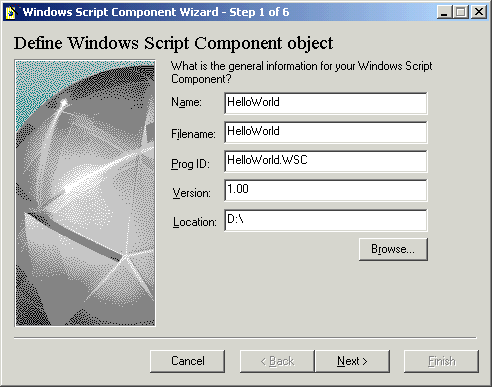 Windows Script Component Wizard - Step 1 of 6
Define Windows Script Component object
What is the general information for your Windows Script
Component?
Name: HelloWorld
Filename: HelloWorld
Prog ID: HelloWorld.WSC
Version: 1.00
Location: D:\
Browse...
Cancel < Back Next > Finish